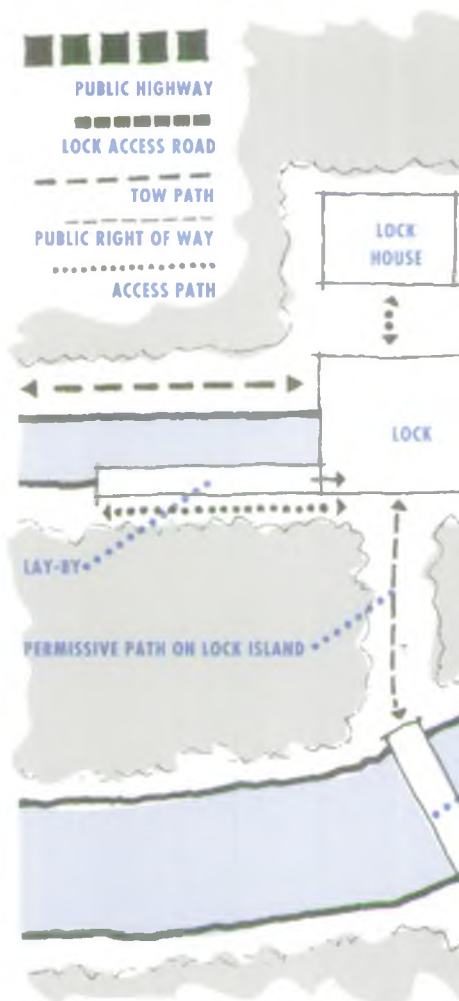 PUBLIC HIGHWAY
LOCK ACCESS ROAD
TOW PATH
PUBLIC RIGHT OF WAY
ACCESS PATH
LOCK
HOUSE
LOCK
LAY-BY
PERMISSIVE PATH ON LOCK ISLAND